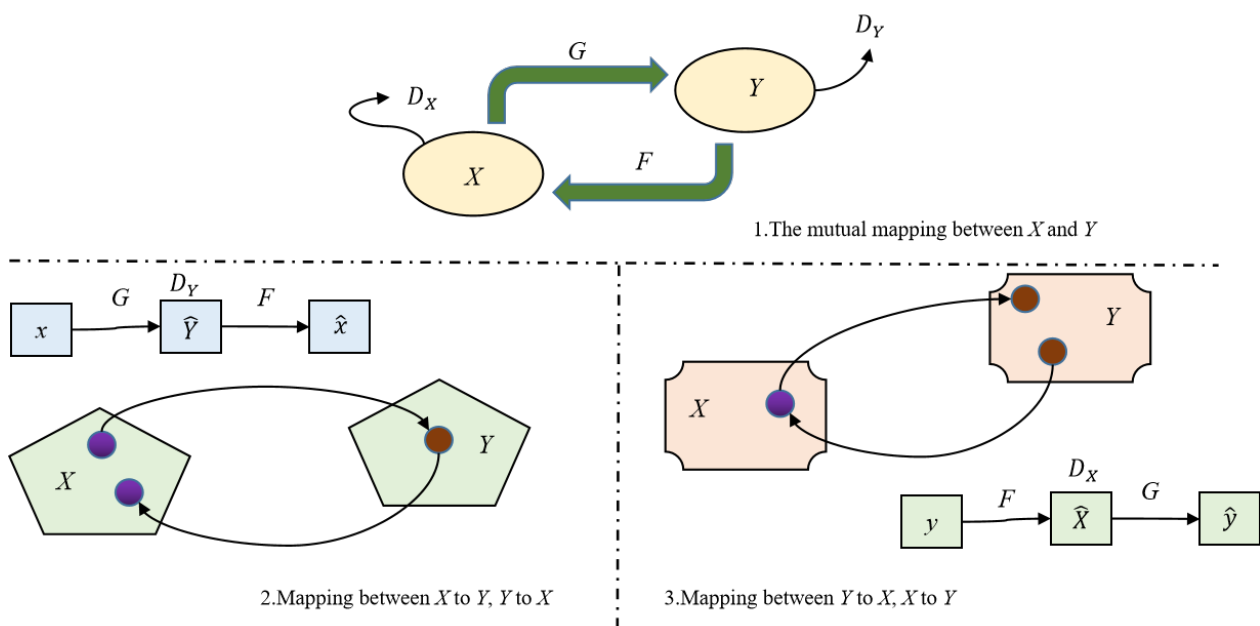 G
D_Y
Y
D_X
X
F
1.The mutual mapping between X and Y
x
G
D_Y
Ŷ
F
x̂
X
Y
2.Mapping between X to Y, Y to X
X
Y
y
F
D_X
X̂
G
ŷ
3.Mapping between Y to X, X to Y